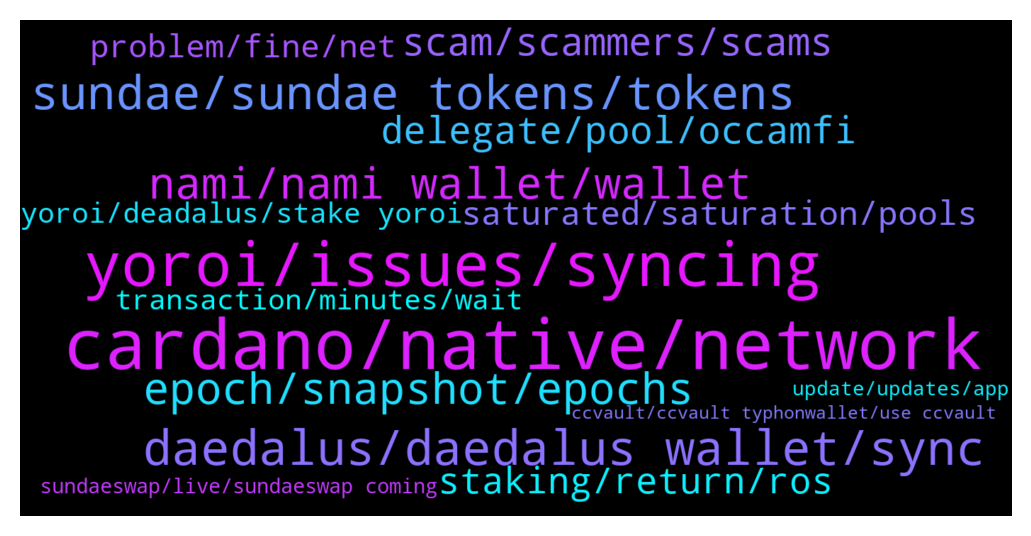 problem/fine/net
scam/scammers/scams
sundae/sundae tokens/tokens
delegate/pool/occamfi
nami/nami wallet/wallet
yoroi/deadalus/stake yoroi
saturated/saturation/pools
yoroi/issues/syncing
transaction/minutes/wait
cardano/native/network
epoch/snapshot/epochs
update/updates/app
ccvault/ccvault typhonwallet/use ccvault
daedalus/daedalus wallet/sync
sundaeswap/live/sundaeswap coming
staking/return/ros